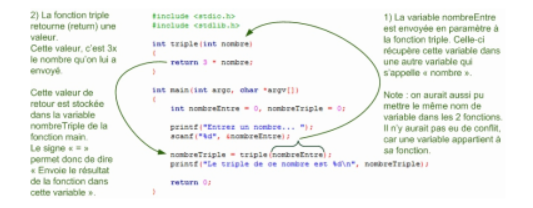 2) La fonction triple
retourne (return) une
valeur.
Cette valeur, c'est 3x
le nombre qu'on lui a
envoyé.
Cette valeur de
retour est stockée
dans la variable
nombreTriple de la
fonction main.
Le signe « = »
permet donc de dire
« Envoie le résultat
de la fonction dans
cette variable ».
#include <stdio.h>
#include <stdlib.h>
int triple(int nombre)
{
return 3 * nombre;
}
int main(int argc, char *argv[])
{
int nombreEntre = 0, nombreTriple = 0;
printf("Entrez un nombre... ");
scanf("%d", &nombreEntre);
nombreTriple = triple(nombreEntre);
printf("Le triple de ce nombre est %d\n", nombreTriple);
return 0;
}
1) La variable nombreEntre
est envoyée en paramètre à
la fonction triple. Celle-ci
récupère cette variable dans
une autre variable qui
s'appelle « nombre ».
Note : on aurait aussi pu
mettre le même nom de
variable dans les 2 fonctions.
Il n'y aurait pas eu de conflit,
car une variable appartient à
sa fonction.